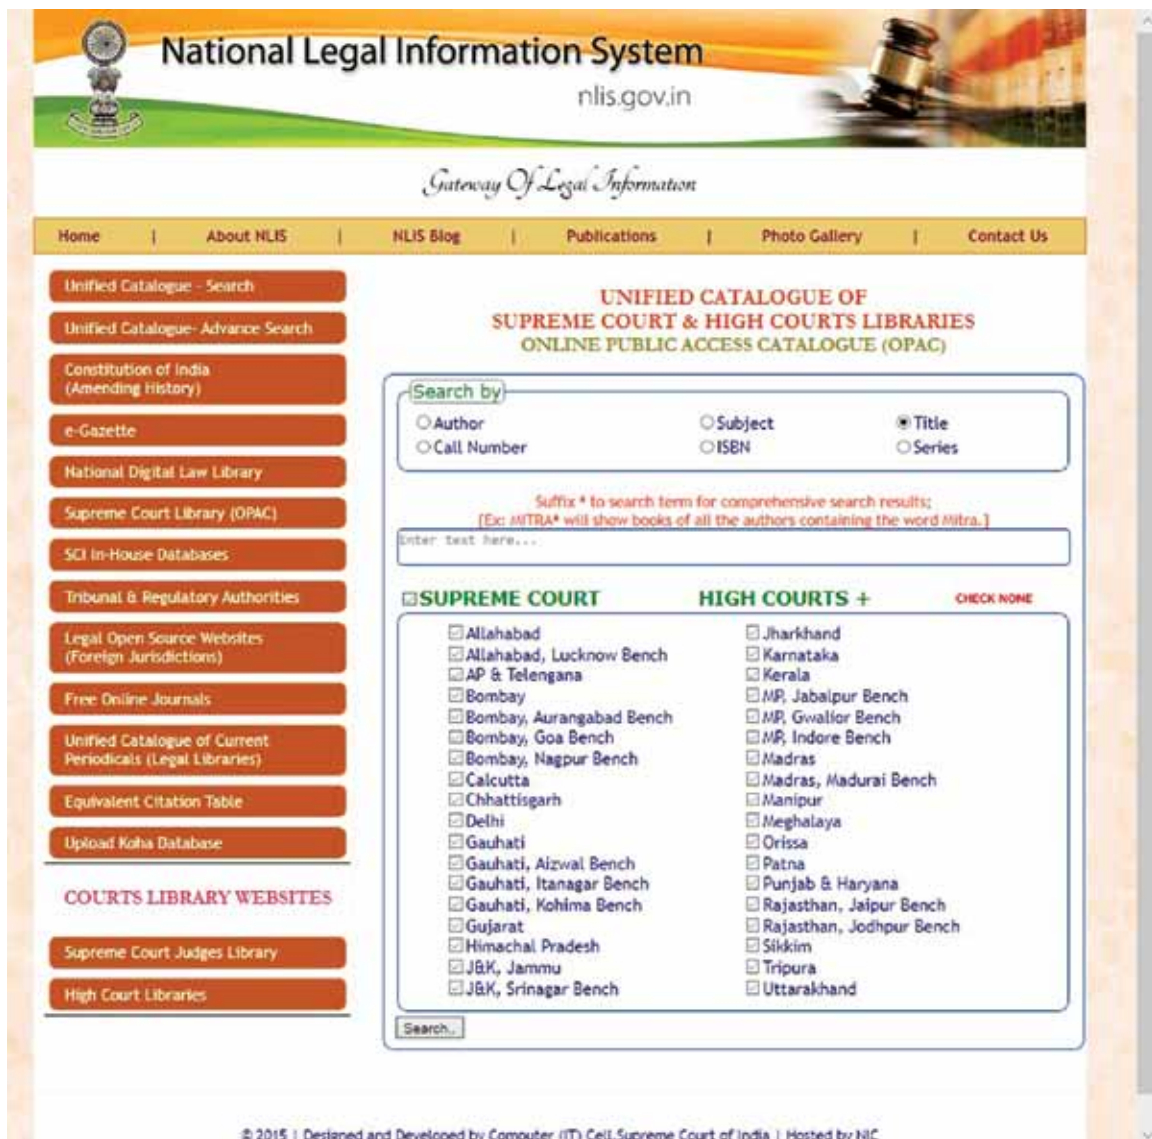 National Legal Information System
nlis.gov.in
Gateway Of Legal Information
Home | About NLIS | NLIS Blog | Publications | Photo Gallery | Contact Us
Unified Catalogue - Search
Unified Catalogue- Advance Search
Constitution of India
(Amending History)
e-Gazette
National Digital Law Library
Supreme Court Library (OPAC)
SCI In-House Databases
Tribunal & Regulatory Authorities
Legal Open Source Websites
(Foreign Jurisdictions)
Free Online Journals
Unified Catalogue of Current
Periodicals (Legal Libraries)
Equivalent Citation Table
Upload Koha Database
COURTS LIBRARY WEBSITES
Supreme Court Judges Library
High Court Libraries
UNIFIED CATALOGUE OF
SUPREME COURT & HIGH COURTS LIBRARIES
ONLINE PUBLIC ACCESS CATALOGUE (OPAC)
Search by
Author Subject Title
Call Number ISBN Series
Suffix * to search term for comprehensive search results;
[Ex: MITRA* will show books of all the authors containing the word Mitra.]
Enter text here...
SUPREME COURT HIGH COURTS + CHECK NONE
Allahabad
Allahabad, Lucknow Bench
AP & Telengana
Bombay
Bombay, Aurangabad Bench
Bombay, Goa Bench
Bombay, Nagpur Bench
Calcutta
Chhattisgarh
Delhi
Gauhati
Gauhati, Aizwal Bench
Gauhati, Itanagar Bench
Gauhati, Kohima Bench
Gujarat
Himachal Pradesh
J&K, Jammu
J&K, Srinagar Bench
Jharkhand
Karnataka
Kerala
MP, Jabalpur Bench
MP, Gwalior Bench
MP, Indore Bench
Madras
Madras, Madurai Bench
Manipur
Meghalaya
Orissa
Patna
Punjab & Haryana
Rajasthan, Jaipur Bench
Rajasthan, Jodhpur Bench
Sikkim
Tripura
Uttarakhand
Search..
© 2015 | Designed and Developed by Computer (IT) Cell,Supreme Court of India | Hosted by NIC